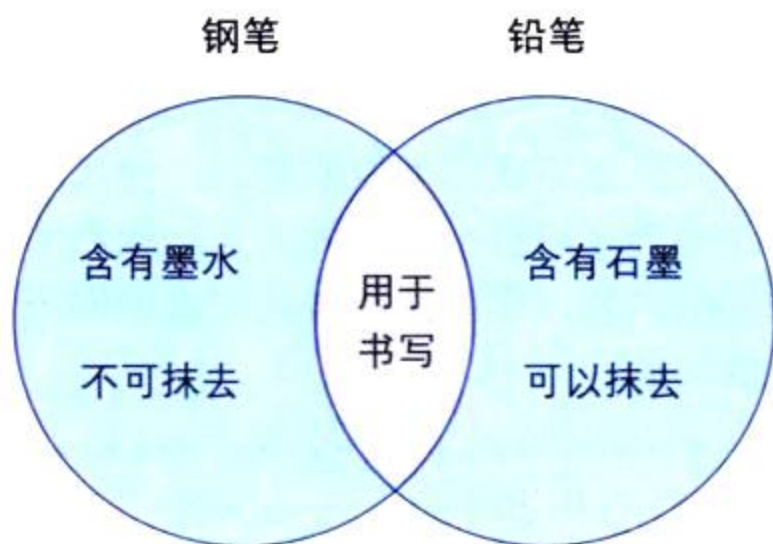 钢笔
铅笔
含有墨水
不可抹去
用于
书写
含有石墨
可以抹去